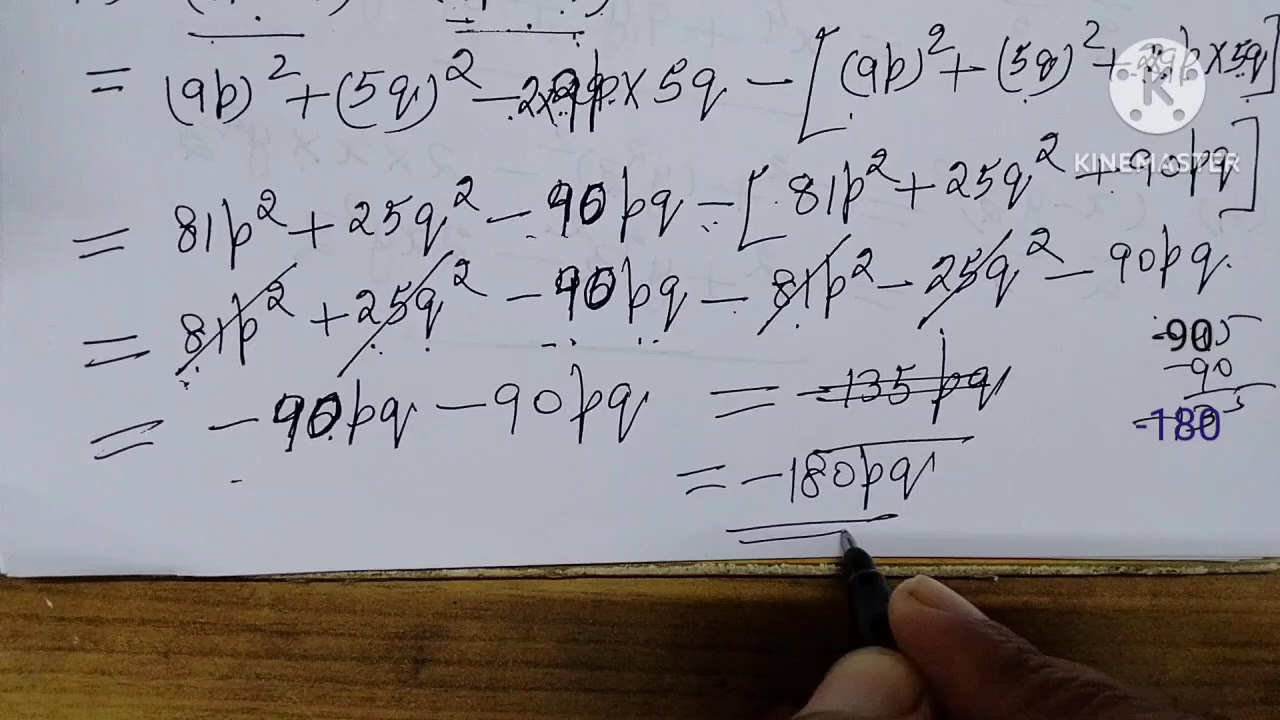 = (9p)² + (5q)² - 2×9p × 5q - [(9p)² + (5q)² + 2×9p × 5q]
KINEMASTER
= 81p² + 25q² - 90pq - [81p² + 25q² + 90pq]
= 81p² + 25q² - 90pq - 81p² - 25q² - 90pq.
-90
-90
-180
= -90pq - 90pq = -135pq
= -180pq